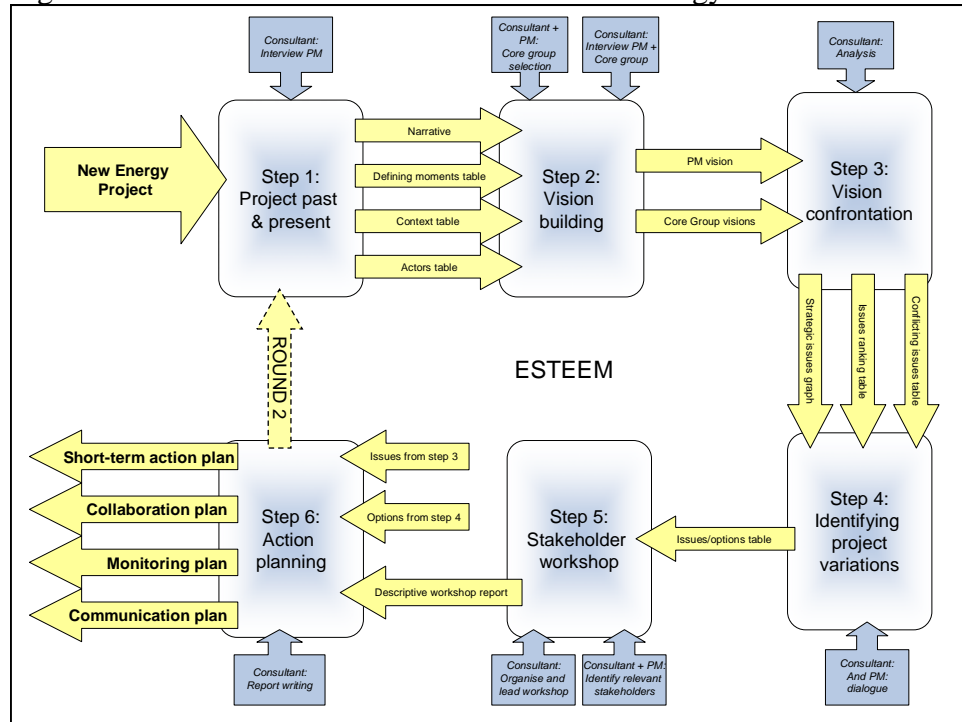 Consultant:
Interview PM
Consultant +
PM:
Core group
selection
Consultant:
Interview PM +
Core group
Consultant:
Analysis
New Energy
Project
Step 1:
Project past
& present
Narrative
Defining moments table
Context table
Actors table
Step 2:
Vision
building
PM vision
Core Group visions
Step 3:
Vision
confrontation
Strategic issues graph
Issues ranking table
Conflicting issues table
ROUND 2
ESTEEM
Short-term action plan
Collaboration plan
Monitoring plan
Communication plan
Step 6:
Action
planning
Issues from step 3
Options from step 4
Descriptive workshop report
Step 5:
Stakeholder
workshop
Issues/options table
Step 4:
Identifying
project
variations
Consultant:
Report writing
Consultant:
Organise and
lead workshop
Consultant + PM:
Identify relevant
stakeholders
Consultant:
And PM:
dialogue